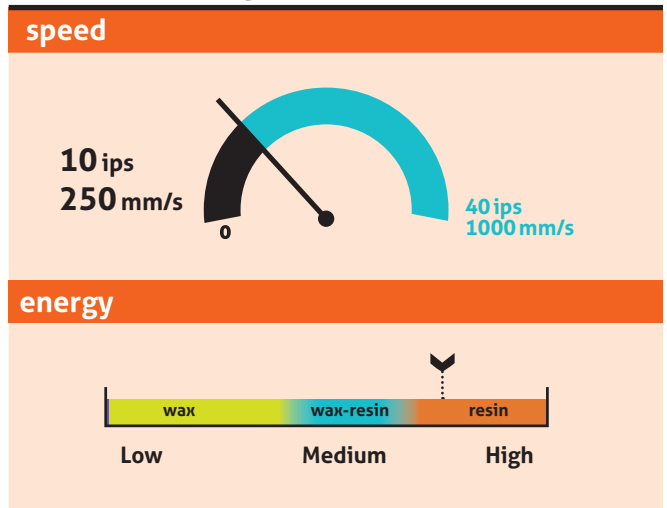 speed
10 ips
250 mm/s
0
40 ips
1000 mm/s
energy
wax wax-resin resin
Low Medium High